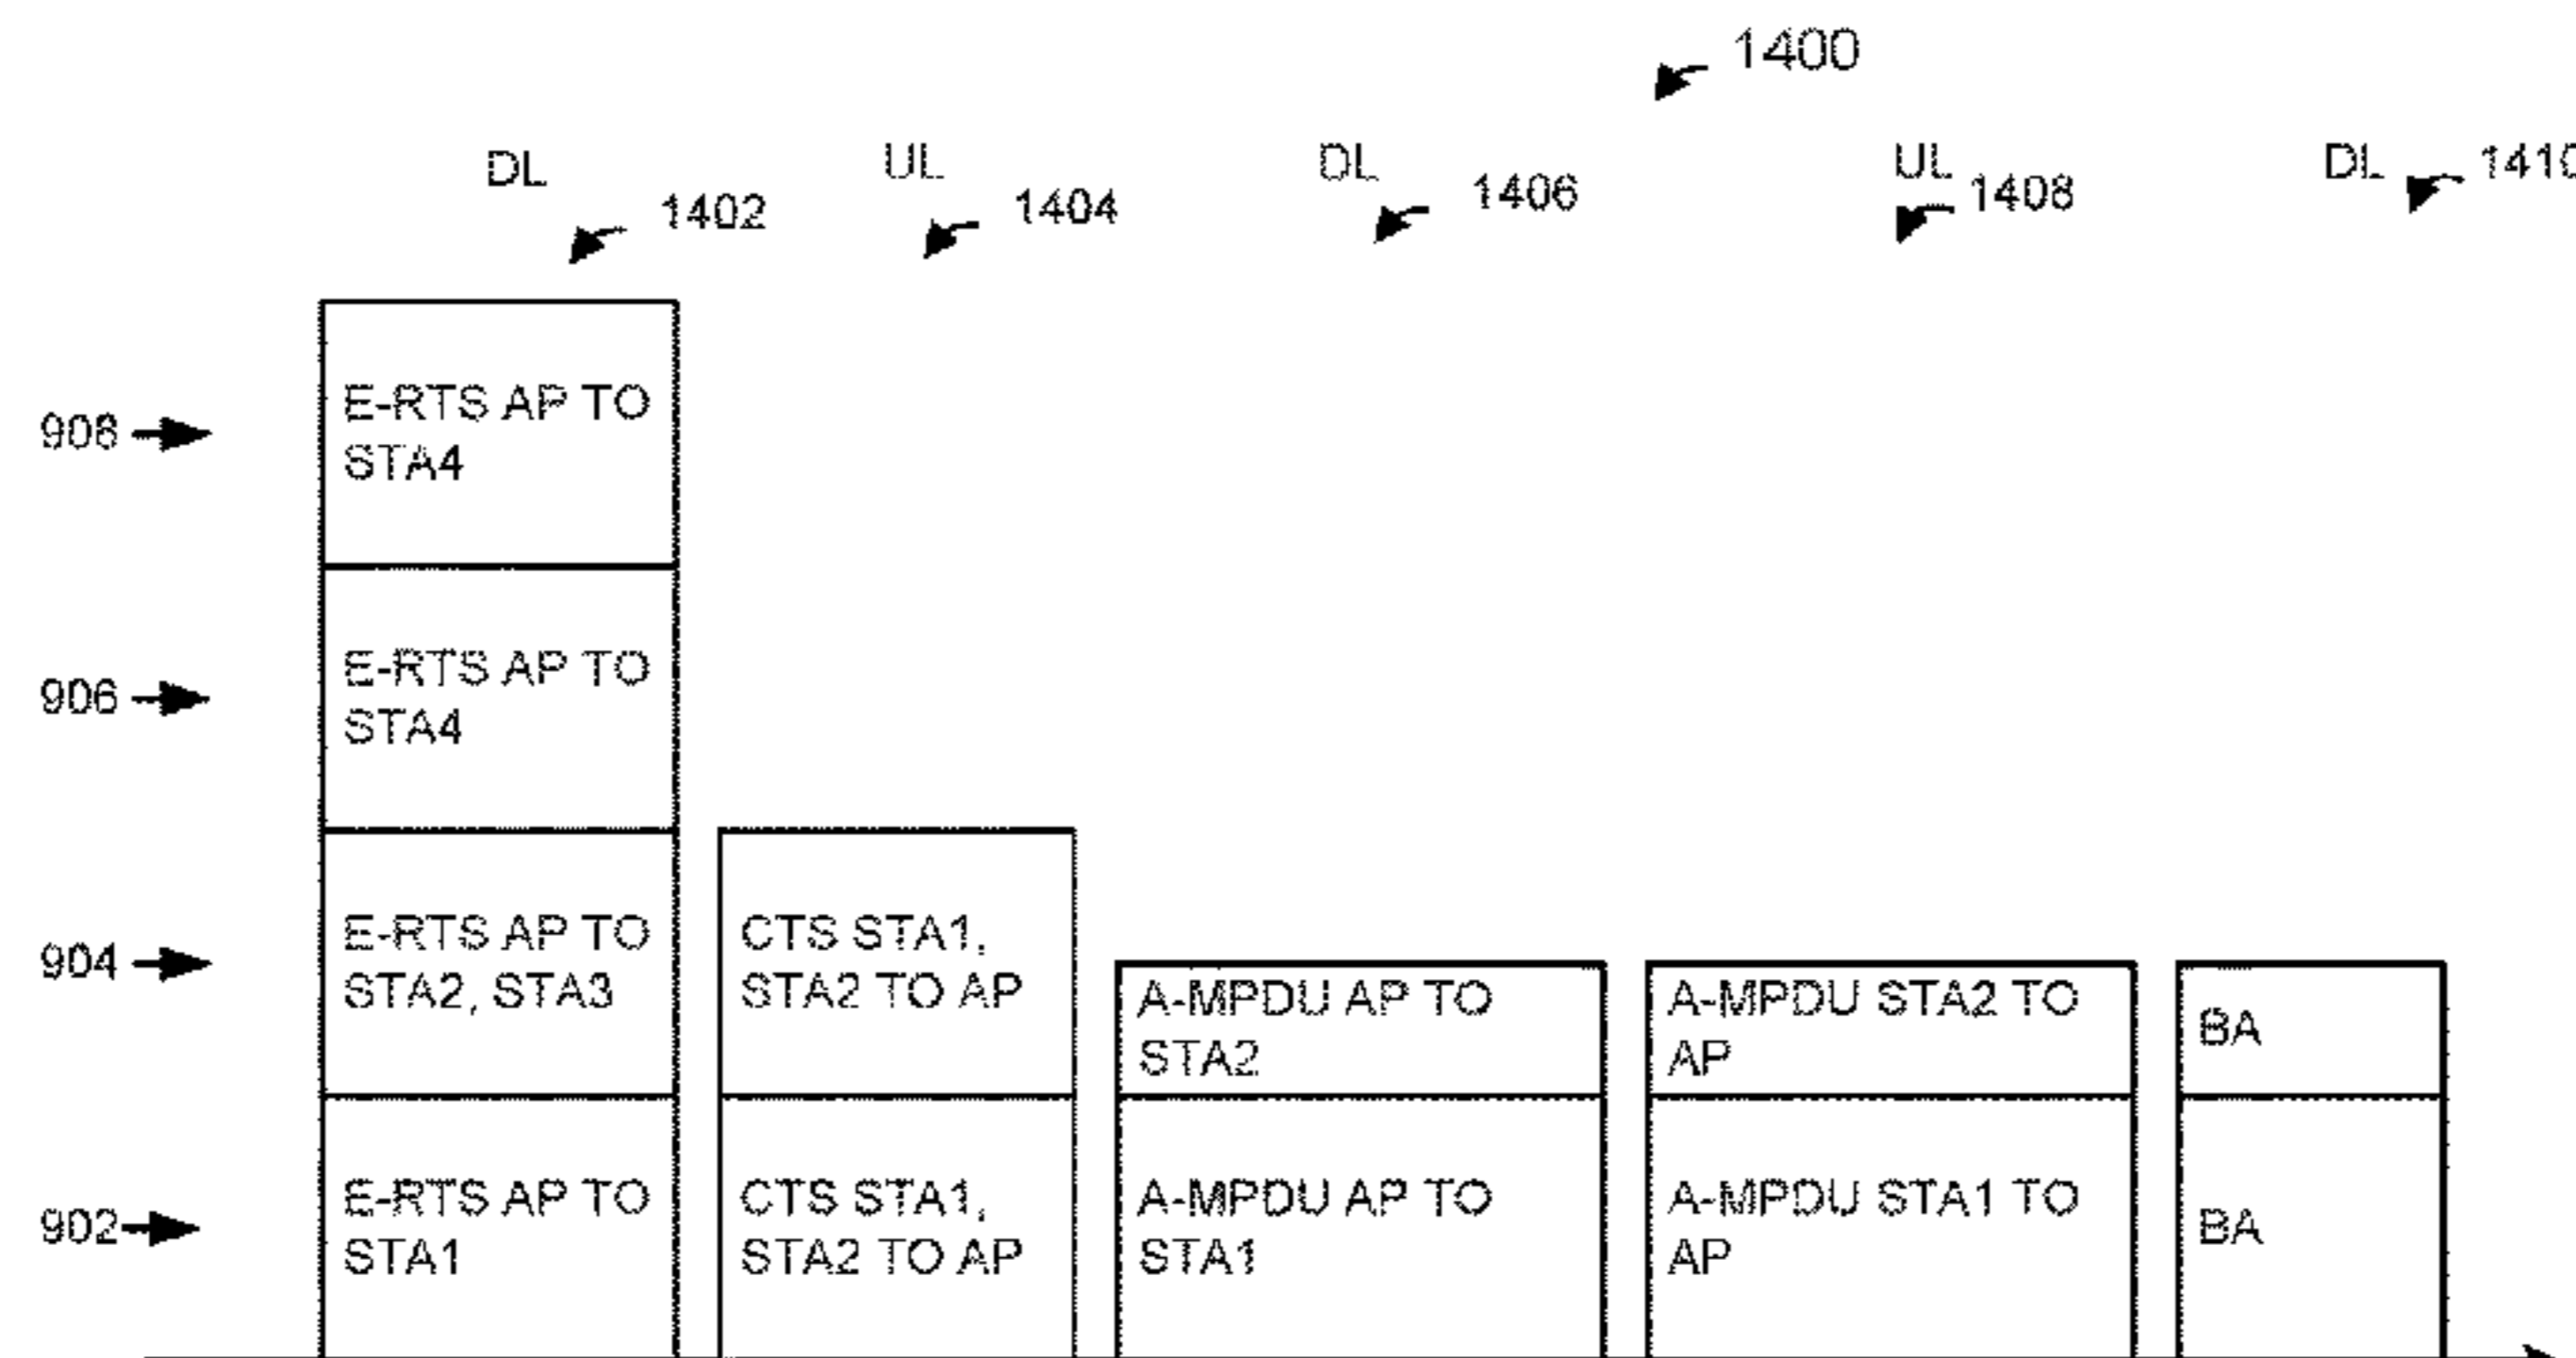 1400
DL
1402
UL
1404
DL
1406
UL
1408
DL
1410
908
E-RTS AP TO
STA4
906
E-RTS AP TO
STA4
904
E-RTS AP TO
STA2, STA3
CTS STA1,
STA2 TO AP
A-MPDU AP TO
STA2
A-MPDU STA2 TO
AP
BA
902
E-RTS AP TO
STA1
CTS STA1,
STA2 TO AP
A-MPDU AP TO
STA1
A-MPDU STA1 TO
AP
BA